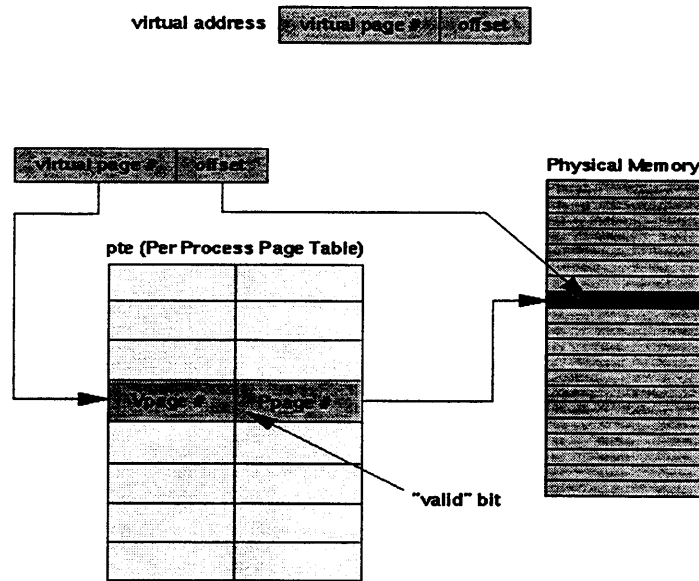 virtual address
virtual page #
offset
virtual page #
offset
Physical Memory
pte (Per Process Page Table)
Vpage #
Ppage #
"valid" bit